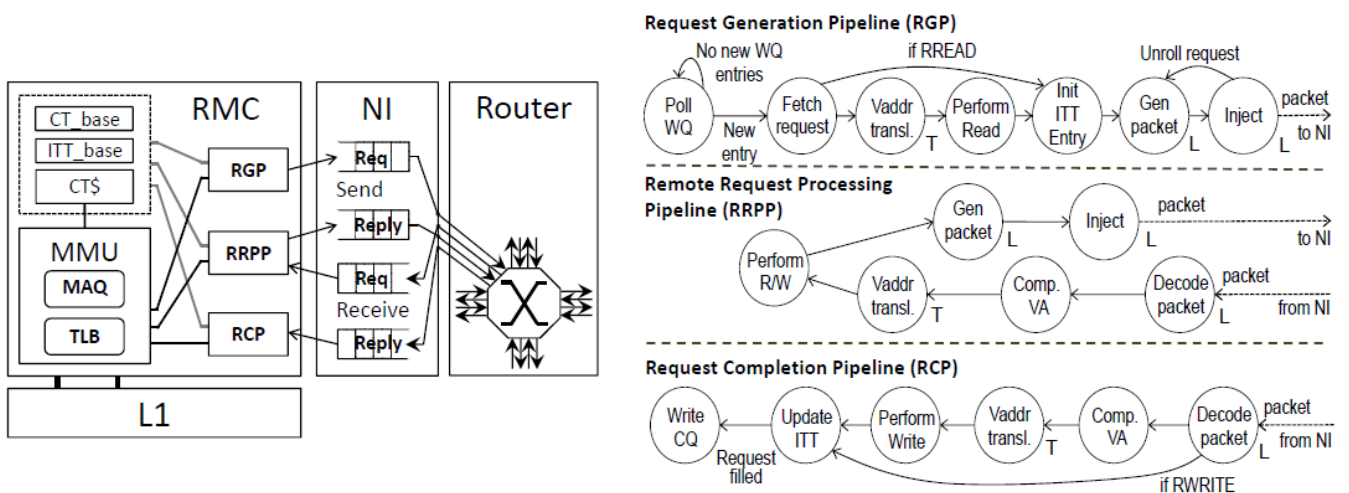 RMC
CT_base
ITT_base
CT$
MMU
MAQ
TLB
RGP
RRPP
RCP
L1
NI
Req
Send
Reply
Req
Receive
Reply
Router
Request Generation Pipeline (RGP)
No new WQ
entries
if RREAD
Unroll request
Poll
WQ
New
entry
Fetch
request
Vaddr
transl.
T
Perform
Read
Init
ITT
Entry
Gen
packet
L
Inject
L
packet
to NI
Remote Request Processing
Pipeline (RRPP)
Gen
packet
L
Inject
L
packet
to NI
Perform
R/W
Vaddr
transl.
T
Comp.
VA
Decode
packet
L
packet
from NI
Request Completion Pipeline (RCP)
Write
CQ
Request
filled
Update
ITT
Perform
Write
Vaddr
transl.
T
Comp.
VA
Decode
packet
L
packet
from NI
if RWRITE